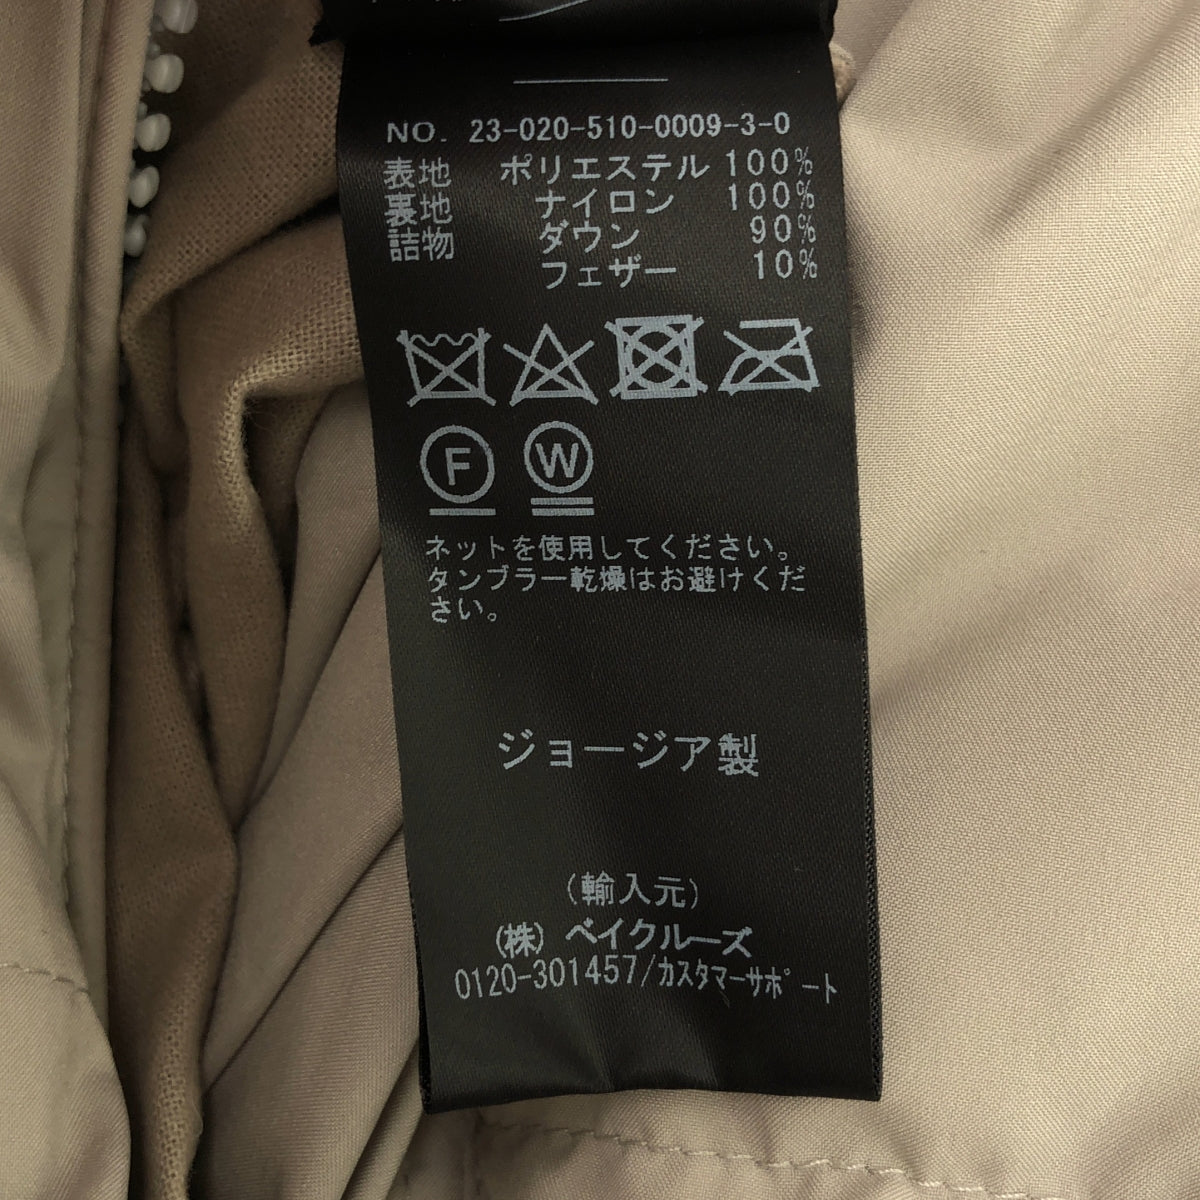 NO. 23-020-510-0009-3-0
表地 ポリエステル 100%
裏地 ナイロン 100%
詰物 ダウン 90%
フェザー 10%
F W
ネットを使用してください。
タンブラー乾燥はお避けくだ
さい。
ジョージア製
(輸入元)
(株) ベイクルーズ
0120-301457/カスタマーサポート